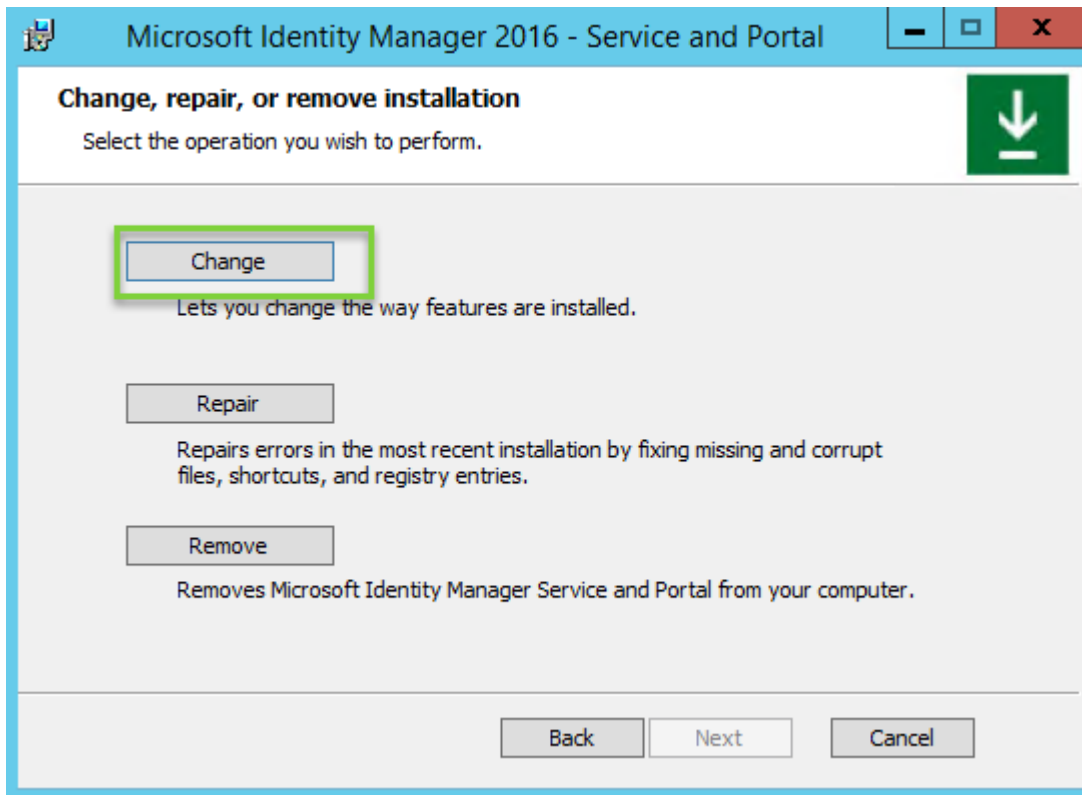 Microsoft Identity Manager 2016 - Service and Portal
Change, repair, or remove installation
Select the operation you wish to perform.
Change
Lets you change the way features are installed.
Repair
Repairs errors in the most recent installation by fixing missing and corrupt
files, shortcuts, and registry entries.
Remove
Removes Microsoft Identity Manager Service and Portal from your computer.
Back Next Cancel